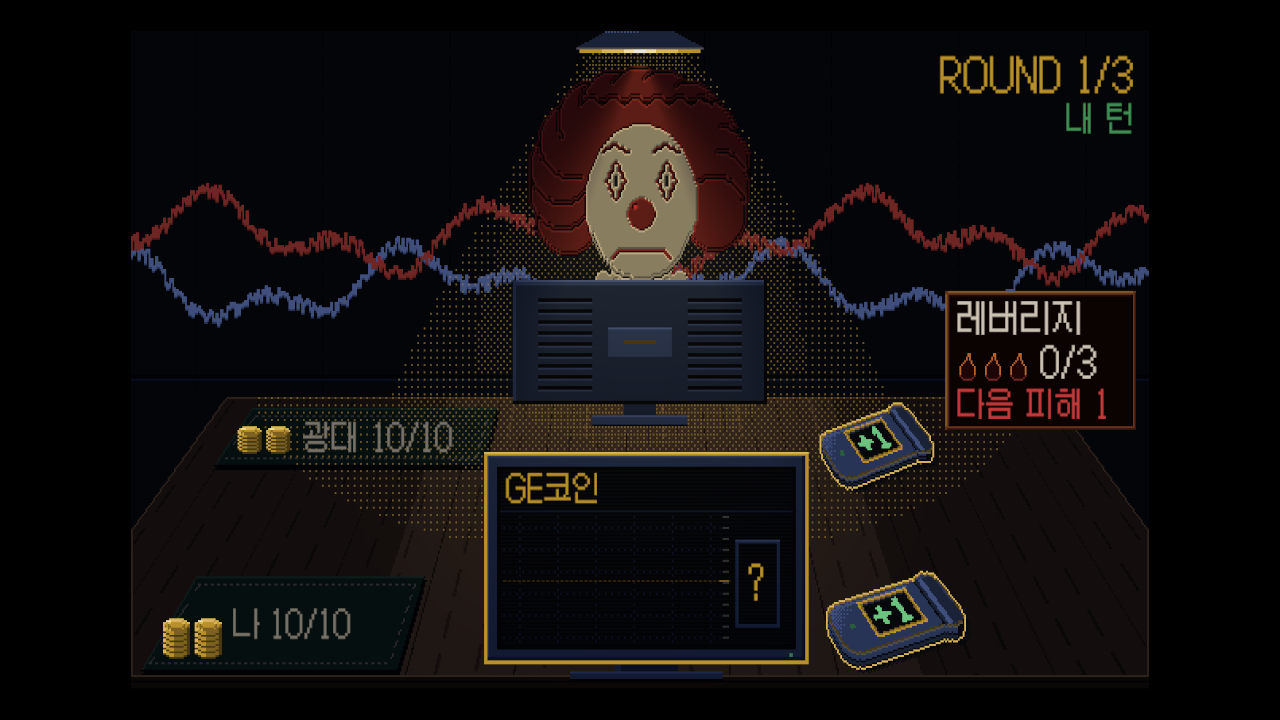 ROUND 1/3
내 턴
레버리지
0/3
다음 피해 1
광대 10/10
+1
GE코인
?
나 10/10
+1